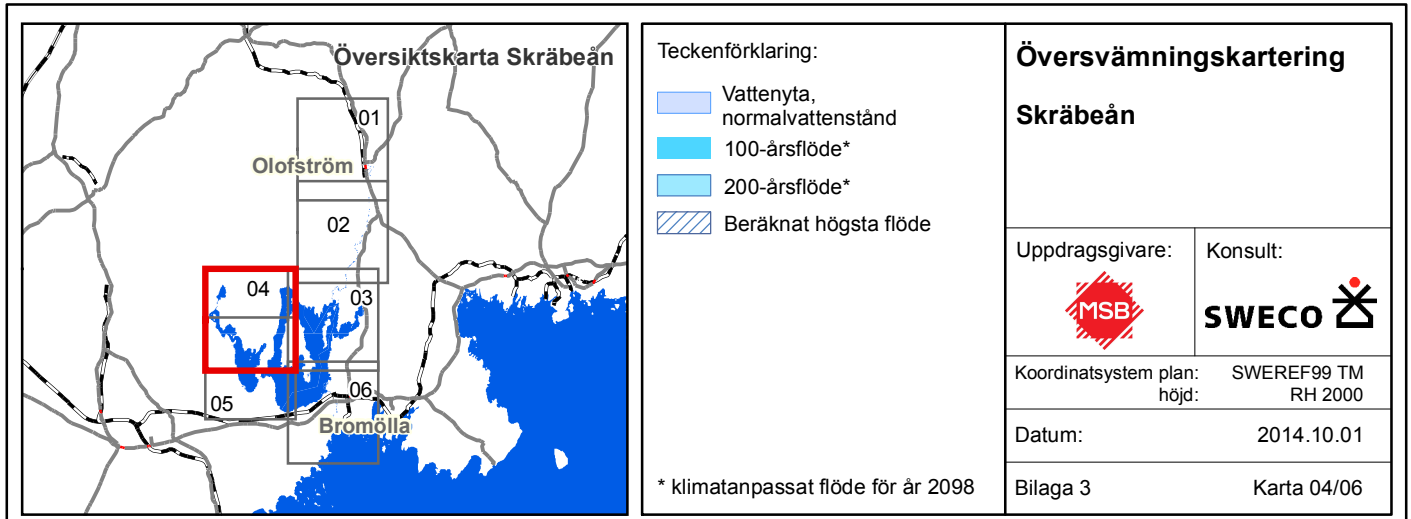 Översiktskarta Skräbeån
01
Olofström
02
04
03
05
06
Bromölla
Teckenförklaring:
Vattenyta,
normalvattenstånd
100-årsflöde*
200-årsflöde*
Beräknat högsta flöde
* klimatanpassat flöde för år 2098
Översvämningskartering
Skräbeån
Uppdragsgivare:
MSB
Konsult:
SWECO
Koordinatsystem plan: SWEREF99 TM
höjd: RH 2000
Datum: 2014.10.01
Bilaga 3 Karta 04/06